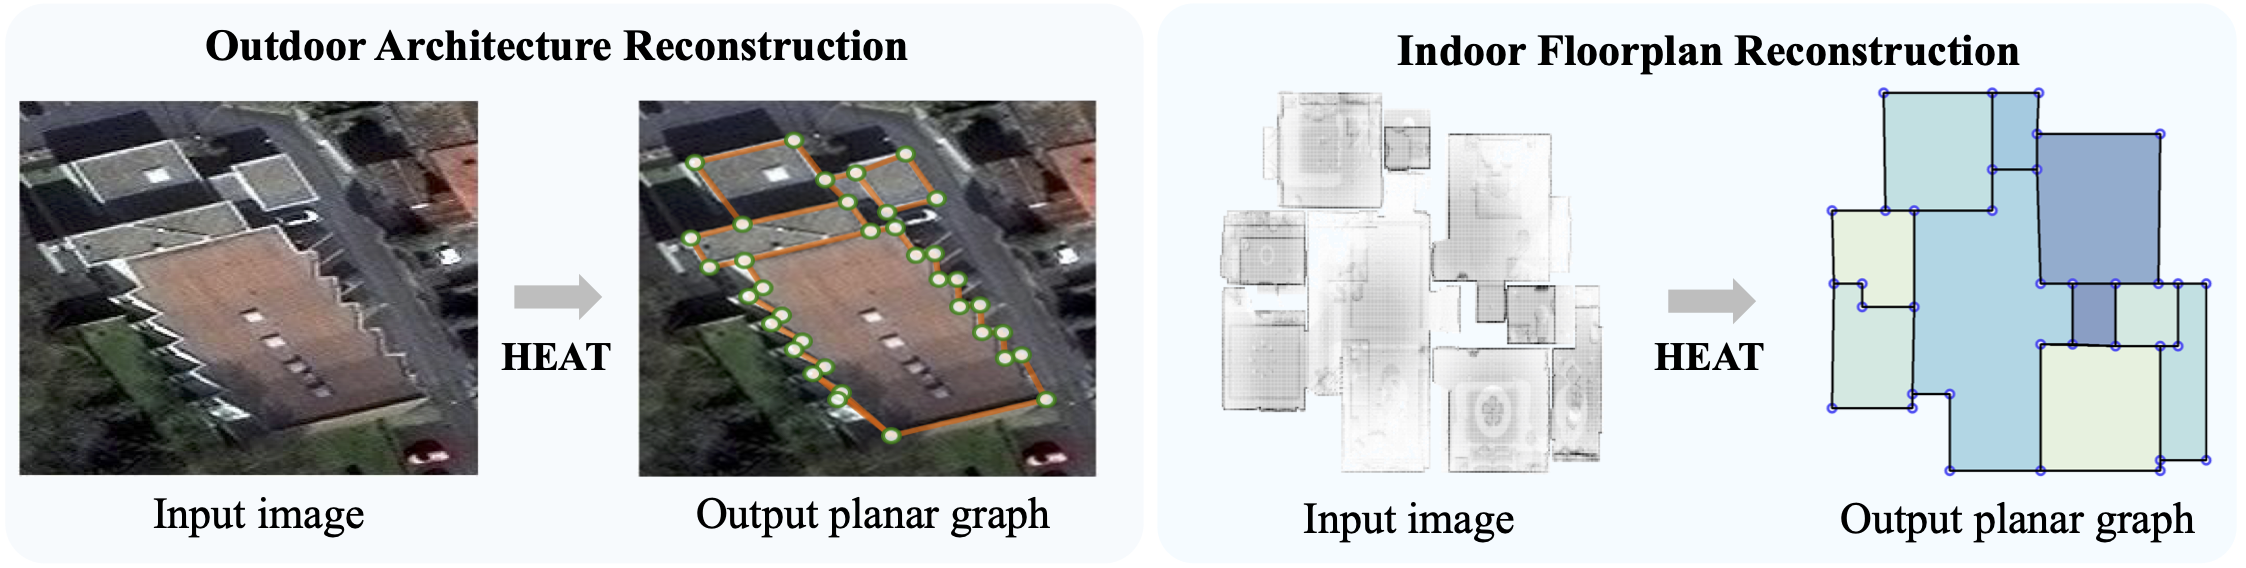 Outdoor Architecture Reconstruction
HEAT
Input image
Output planar graph
Indoor Floorplan Reconstruction
HEAT
Input image
Output planar graph